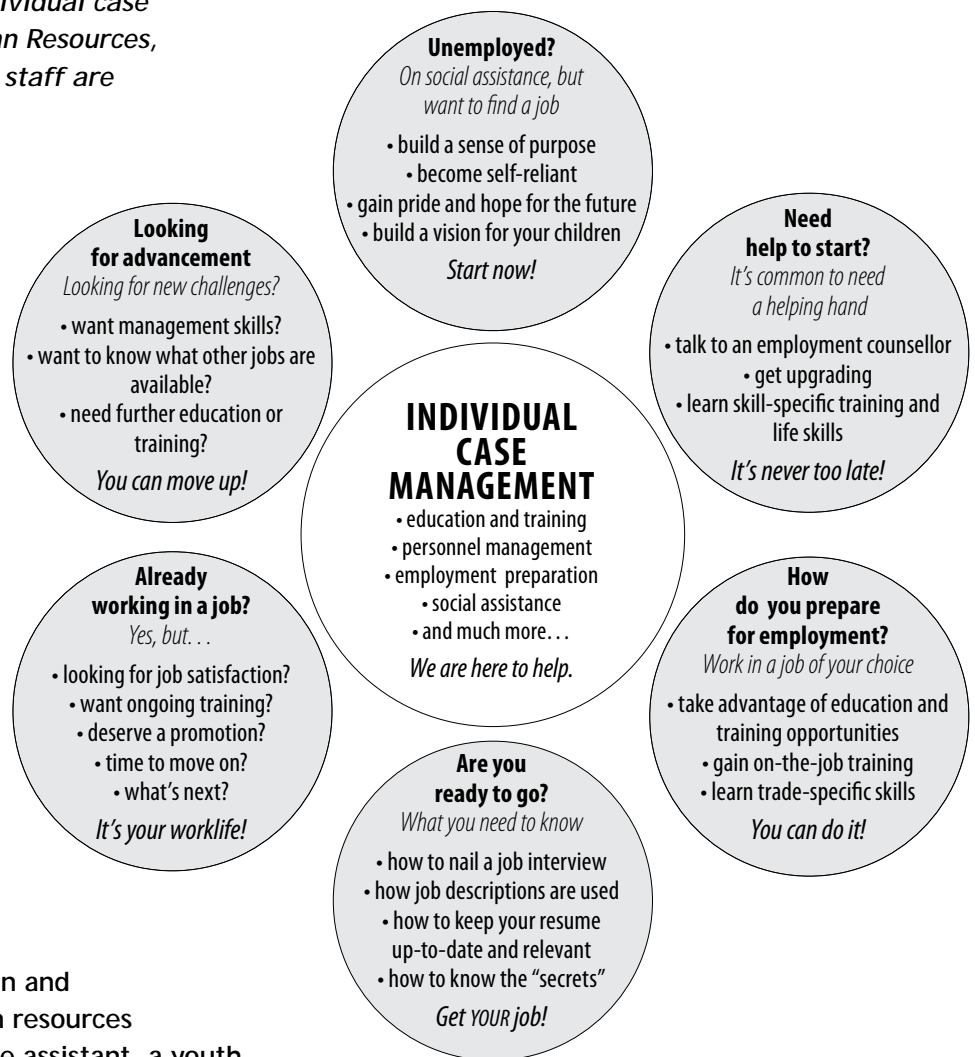 ividual case
an Resources,
staff are
Unemployed?
On social assistance, but
want to find a job
• build a sense of purpose
• become self-reliant
• gain pride and hope for the future
• build a vision for your children
Start now!
Need
help to start?
It's common to need
a helping hand
• talk to an employment counsellor
• get upgrading
• learn skill-specific training and
life skills
It's never too late!
How
do you prepare
for employment?
Work in a job of your choice
• take advantage of education and
training opportunities
• gain on-the-job training
• learn trade-specific skills
You can do it!
Are you
ready to go?
What you need to know
• how to nail a job interview
• how job descriptions are used
• how to keep your resume
up-to-date and relevant
• how to know the “secrets”
Get YOUR job!
Already
working in a job?
Yes, but…
• looking for job satisfaction?
• want ongoing training?
• deserve a promotion?
• time to move on?
• what's next?
It's your worklife!
Looking
for advancement
Looking for new challenges?
• want management skills?
• want to know what other jobs are
available?
• need further education or
training?
You can move up!
INDIVIDUAL
CASE
MANAGEMENT
• education and training
• personnel management
• employment preparation
• social assistance
• and much more…
We are here to help.
n and
resources
assistant, a youth